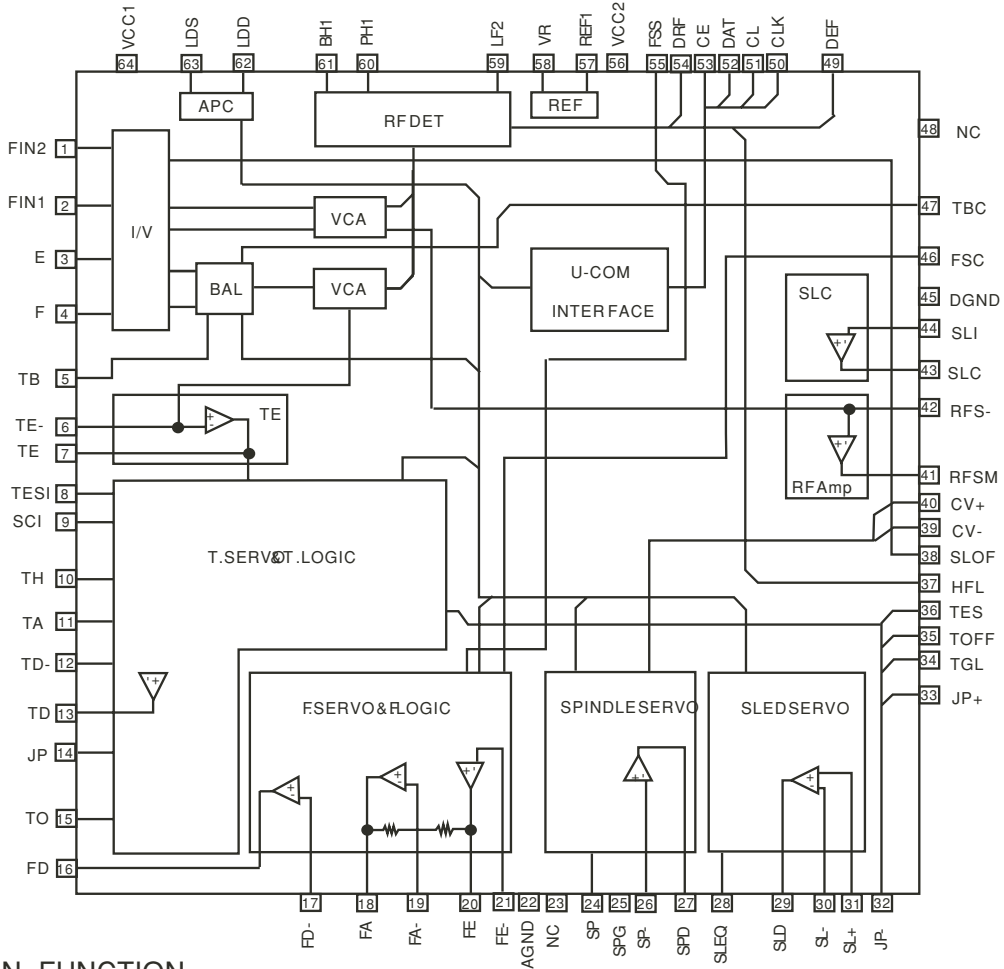 VCC1 LDS LDD BH1 PH1 LF2 VR REF1 VCC2 FSS DRF CE DAT CL CLK DEF
64 63 62 61 60 59 58 57 56 55 54 53 52 51 50 49
APC
RFDET
REF
FIN2 1
48 NC
FIN1 2
I/V
VCA
47 TBC
E 3
46 FSC
U-COM
INTERFACE
BAL
VCA
SLC
45 DGND
F 4
44 SLI
43 SLC
TB 5
TE
42 RFS-
TE- 6
TE 7
41 RFSM
RFAmp
TESI 8
40 CV+
SCI 9
39 CV-
38 SLOF
T.SERVO&T.LOGIC
TH 10
37 HFL
36 TES
TA 11
35 TOFF
TD- 12
34 TGL
33 JP+
TD 13
F.SERVO&F.LOGIC
SPINDLESERVO
SLEDSERVO
JP 14
TO 15
FD 16
17 18 19 20 21 22 23 24 25 26 27 28 29 30 31 32
FD- FA FA- FE FE- AGND NC SP SPG SP- SPD SLEQ SLD SL- SL+ JP-
FUNCTION